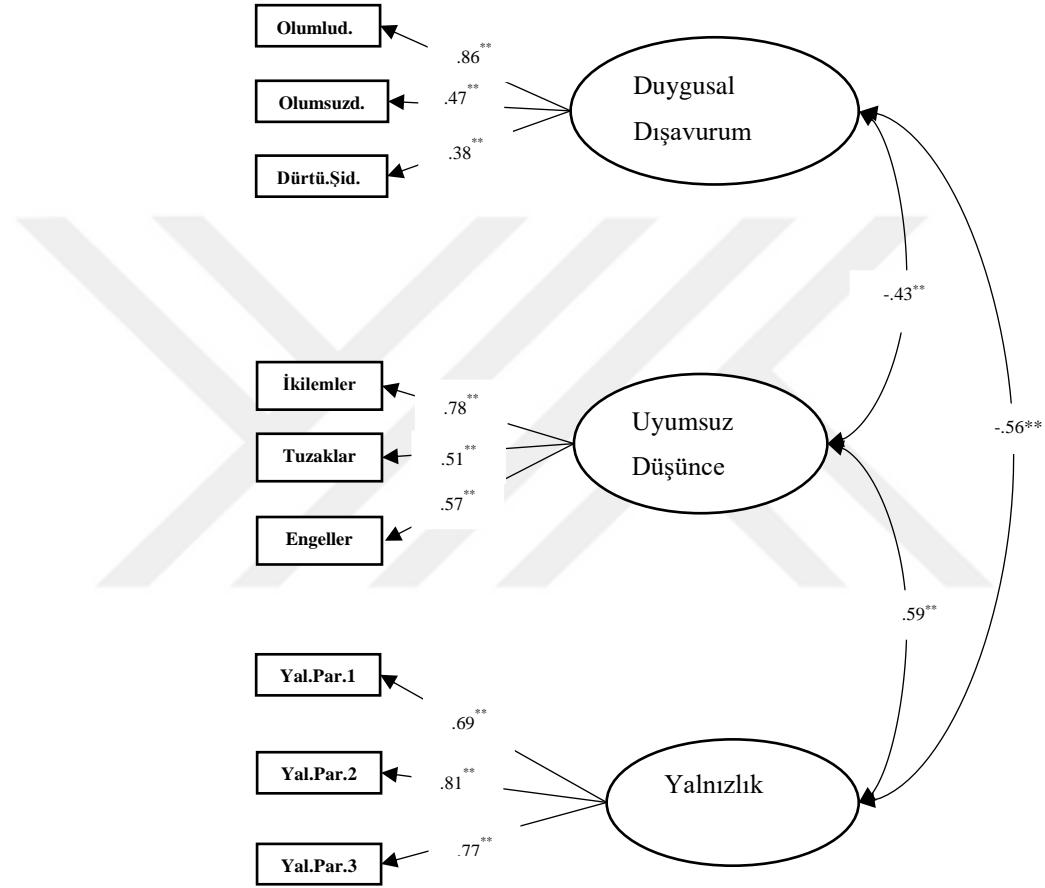 Olumlud.
.86**
Olumsuzd.
.47**
Dürtü.Şid.
.38**
Duygusal
Dışavurum
-.43**
İkilemler
.78**
Tuzaklar
.51**
Engeller
.57**
Uyumsuz
Düşünce
-.56**
.59**
Yal.Par.1
.69**
Yal.Par.2
.81**
Yal.Par.3
.77**
Yalnızlık